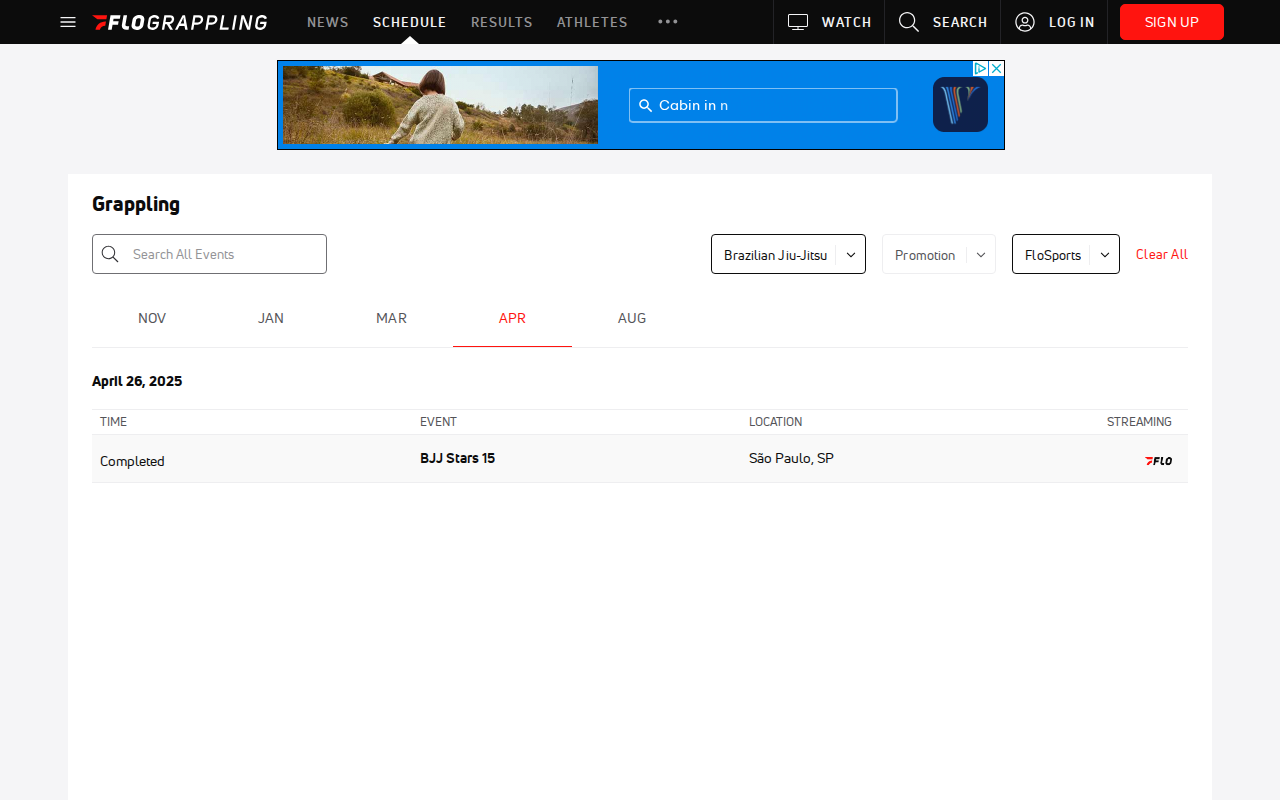 FLOGRAPPLING NEWS SCHEDULE RESULTS ATHLETES WATCH SEARCH LOG IN SIGN UP
Cabin in n
Grappling
Search All Events Brazilian Jiu-Jitsu Promotion FloSports Clear All
NOV JAN MAR APR AUG
April 26, 2025
TIME EVENT LOCATION STREAMING
Completed BJJ Stars 15 São Paulo, SP FLO